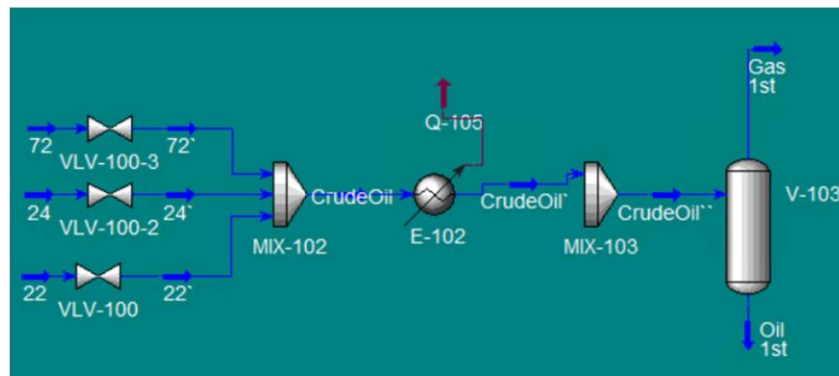 Gas
1st
Q-105
72
VLV-100-3
72`
24
VLV-100-2
24`
CrudeOil
CrudeOil`
CrudeOil``
V-103
MIX-102
E-102
MIX-103
22
VLV-100
22`
Oil
1st